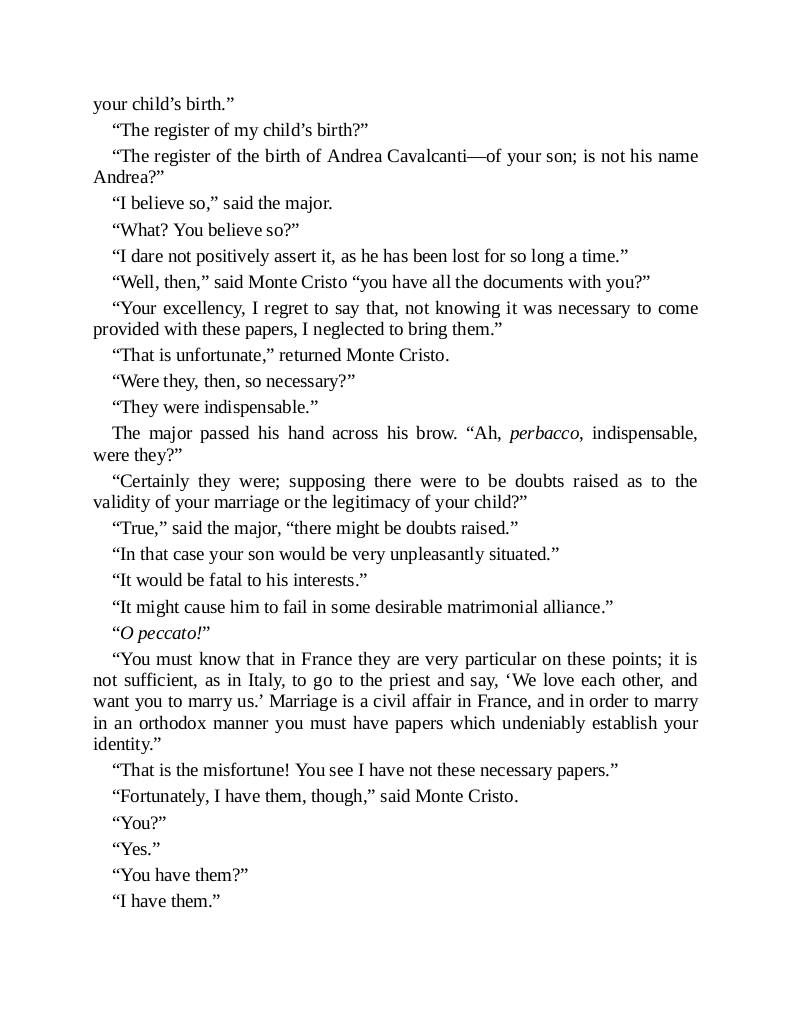 your child’s birth.”
“The register of my child’s birth?”
“The register of the birth of Andrea Cavalcanti—of your son; is not his name
Andrea?”
“I believe so,” said the major.
“What? You believe so?”
“I dare not positively assert it, as he has been lost for so long a time.”
“Well, then,” said Monte Cristo “you have all the documents with you?”
“Your excellency, I regret to say that, not knowing it was necessary to come
provided with these papers, I neglected to bring them.”
“That is unfortunate,” returned Monte Cristo.
“Were they, then, so necessary?”
“They were indispensable.”
The major passed his hand across his brow. “Ah, perbacco, indispensable,
were they?”
“Certainly they were; supposing there were to be doubts raised as to the
validity of your marriage or the legitimacy of your child?”
“True,” said the major, “there might be doubts raised.”
“In that case your son would be very unpleasantly situated.”
“It would be fatal to his interests.”
“It might cause him to fail in some desirable matrimonial alliance.”
“O peccato!”
“You must know that in France they are very particular on these points; it is
not sufficient, as in Italy, to go to the priest and say, ‘We love each other, and
want you to marry us.’ Marriage is a civil affair in France, and in order to marry
in an orthodox manner you must have papers which undeniably establish your
identity.”
“That is the misfortune! You see I have not these necessary papers.”
“Fortunately, I have them, though,” said Monte Cristo.
“You?”
“Yes.”
“You have them?”
“I have them.”